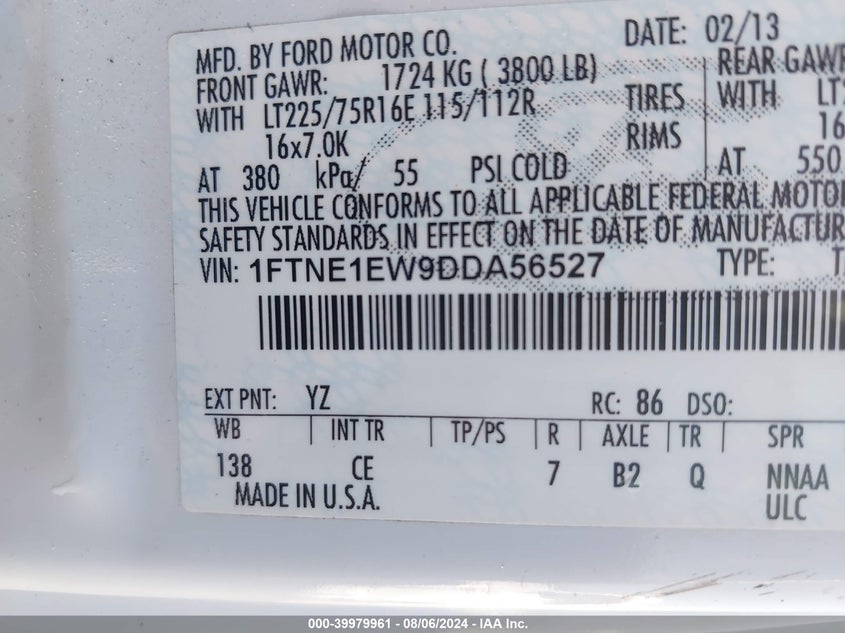 MFD. BY FORD MOTOR CO. DATE: 02/13
FRONT GAWR: 1724 KG ( 3800 LB) REAR GAWR
WITH LT225/75R16E 115/112R TIRES WITH
16x7.0K RIMS 16
AT 380 kPa/ 55 PSI COLD AT 550
THIS VEHICLE CONFORMS TO ALL APPLICABLE FEDERAL MOTOR
SAFETY STANDARDS IN EFFECT ON THE DATE OF MANUFACTUR
VIN: 1FTNE1EW9DDA56527 TYPE:
EXT PNT: YZ RC: 86 DSO:
WB INT TR TP/PS R AXLE TR SPR
138 CE 7 B2 Q NNAA
MADE IN U.S.A. ULC
000-39979961 — 08/06/2024 — IAA Inc.